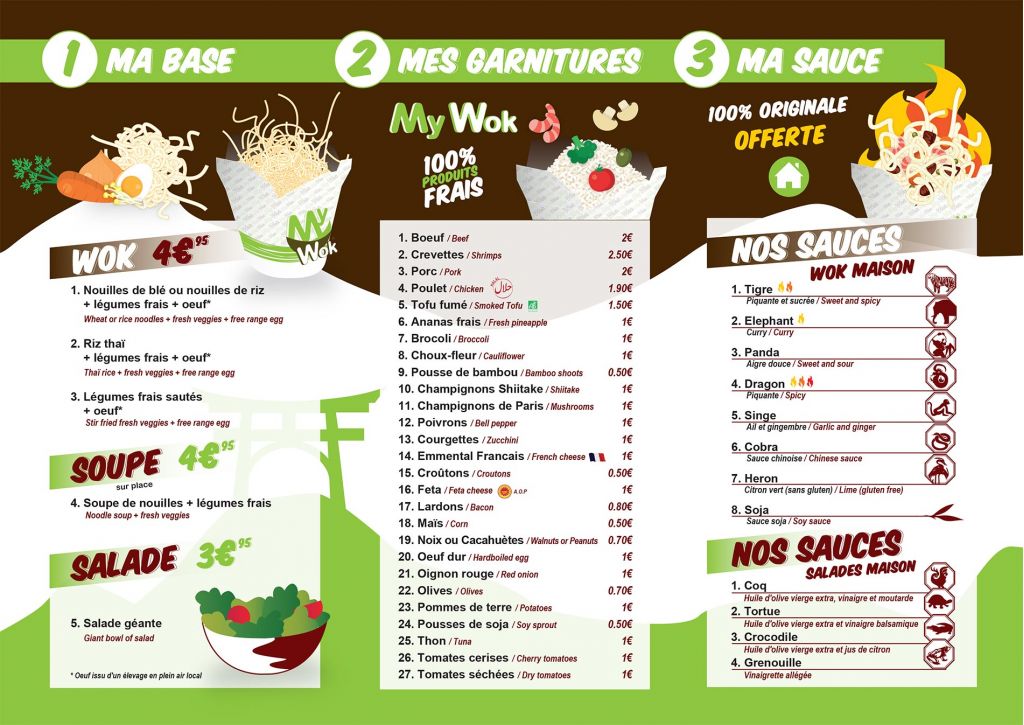 1 MA BASE
WOK 4€95
1. Nouilles de blé ou nouilles de riz
+ légumes frais + oeuf*
Wheat or rice noodles + fresh veggies + free range egg
2. Riz thaï
+ légumes frais + oeuf*
Thaï rice + fresh veggies + free range egg
3. Légumes frais sautés
+ oeuf*
Stir fried fresh veggies + free range egg
SOUPE 4€95
sur place
4. Soupe de nouilles + légumes frais
Noodle soup + fresh veggies
SALADE 3€95
5. Salade géante
Giant bowl of salad
* Oeuf issu d'un élevage en plein air local
My Wok
2 MES GARNITURES
My Wok
100%
PRODUITS
FRAIS
1. Boeuf / Beef 2€
2. Crevettes / Shrimps 2.50€
3. Porc / Pork 2€
4. Poulet / Chicken حلال 1.90€
5. Tofu fumé / Smoked Tofu AB 1.50€
6. Ananas frais / Fresh pineapple 1€
7. Brocoli / Broccoli 1€
8. Choux-fleur / Cauliflower 1€
9. Pousse de bambou / Bamboo shoots 0.50€
10. Champignons Shiitake / Shiitake 1€
11. Champignons de Paris / Mushrooms 1€
12. Poivrons / Bell pepper 1€
13. Courgettes / Zucchini 1€
14. Emmental Francais / French cheese 1€
15. Croûtons / Croutons 0.50€
16. Feta / Feta cheese A.O.P 1€
17. Lardons / Bacon 0.80€
18. Maïs / Corn 0.50€
19. Noix ou Cacahuètes / Walnuts or Peanuts 0.70€
20. Oeuf dur / Hardboiled egg 1€
21. Oignon rouge / Red onion 1€
22. Olives / Olives 0.70€
23. Pommes de terre / Potatoes 1€
24. Pousses de soja / Soy sprout 0.50€
25. Thon / Tuna 1€
26. Tomates cerises / Cherry tomatoes 1€
27. Tomates séchées / Dry tomatoes 1€
3 MA SAUCE
100% ORIGINALE
OFFERTE
NOS SAUCES
WOK MAISON
1. Tigre
Piquante et sucrée / Sweet and spicy
2. Elephant
Curry / Curry
3. Panda
Aigre douce / Sweet and sour
4. Dragon
Piquante / Spicy
5. Singe
Ail et gingembre / Garlic and ginger
6. Cobra
Sauce chinoise / Chinese sauce
7. Heron
Citron vert (sans gluten) / Lime (gluten free)
8. Soja
Sauce soja / Soy sauce
NOS SAUCES
SALADES MAISON
1. Coq
Huile d'olive vierge extra, vinaigre et moutarde
2. Tortue
Huile d'olive vierge extra et vinaigre balsamique
3. Crocodile
Huile d'olive vierge extra et jus de citron
4. Grenouille
Vinaigrette allégée